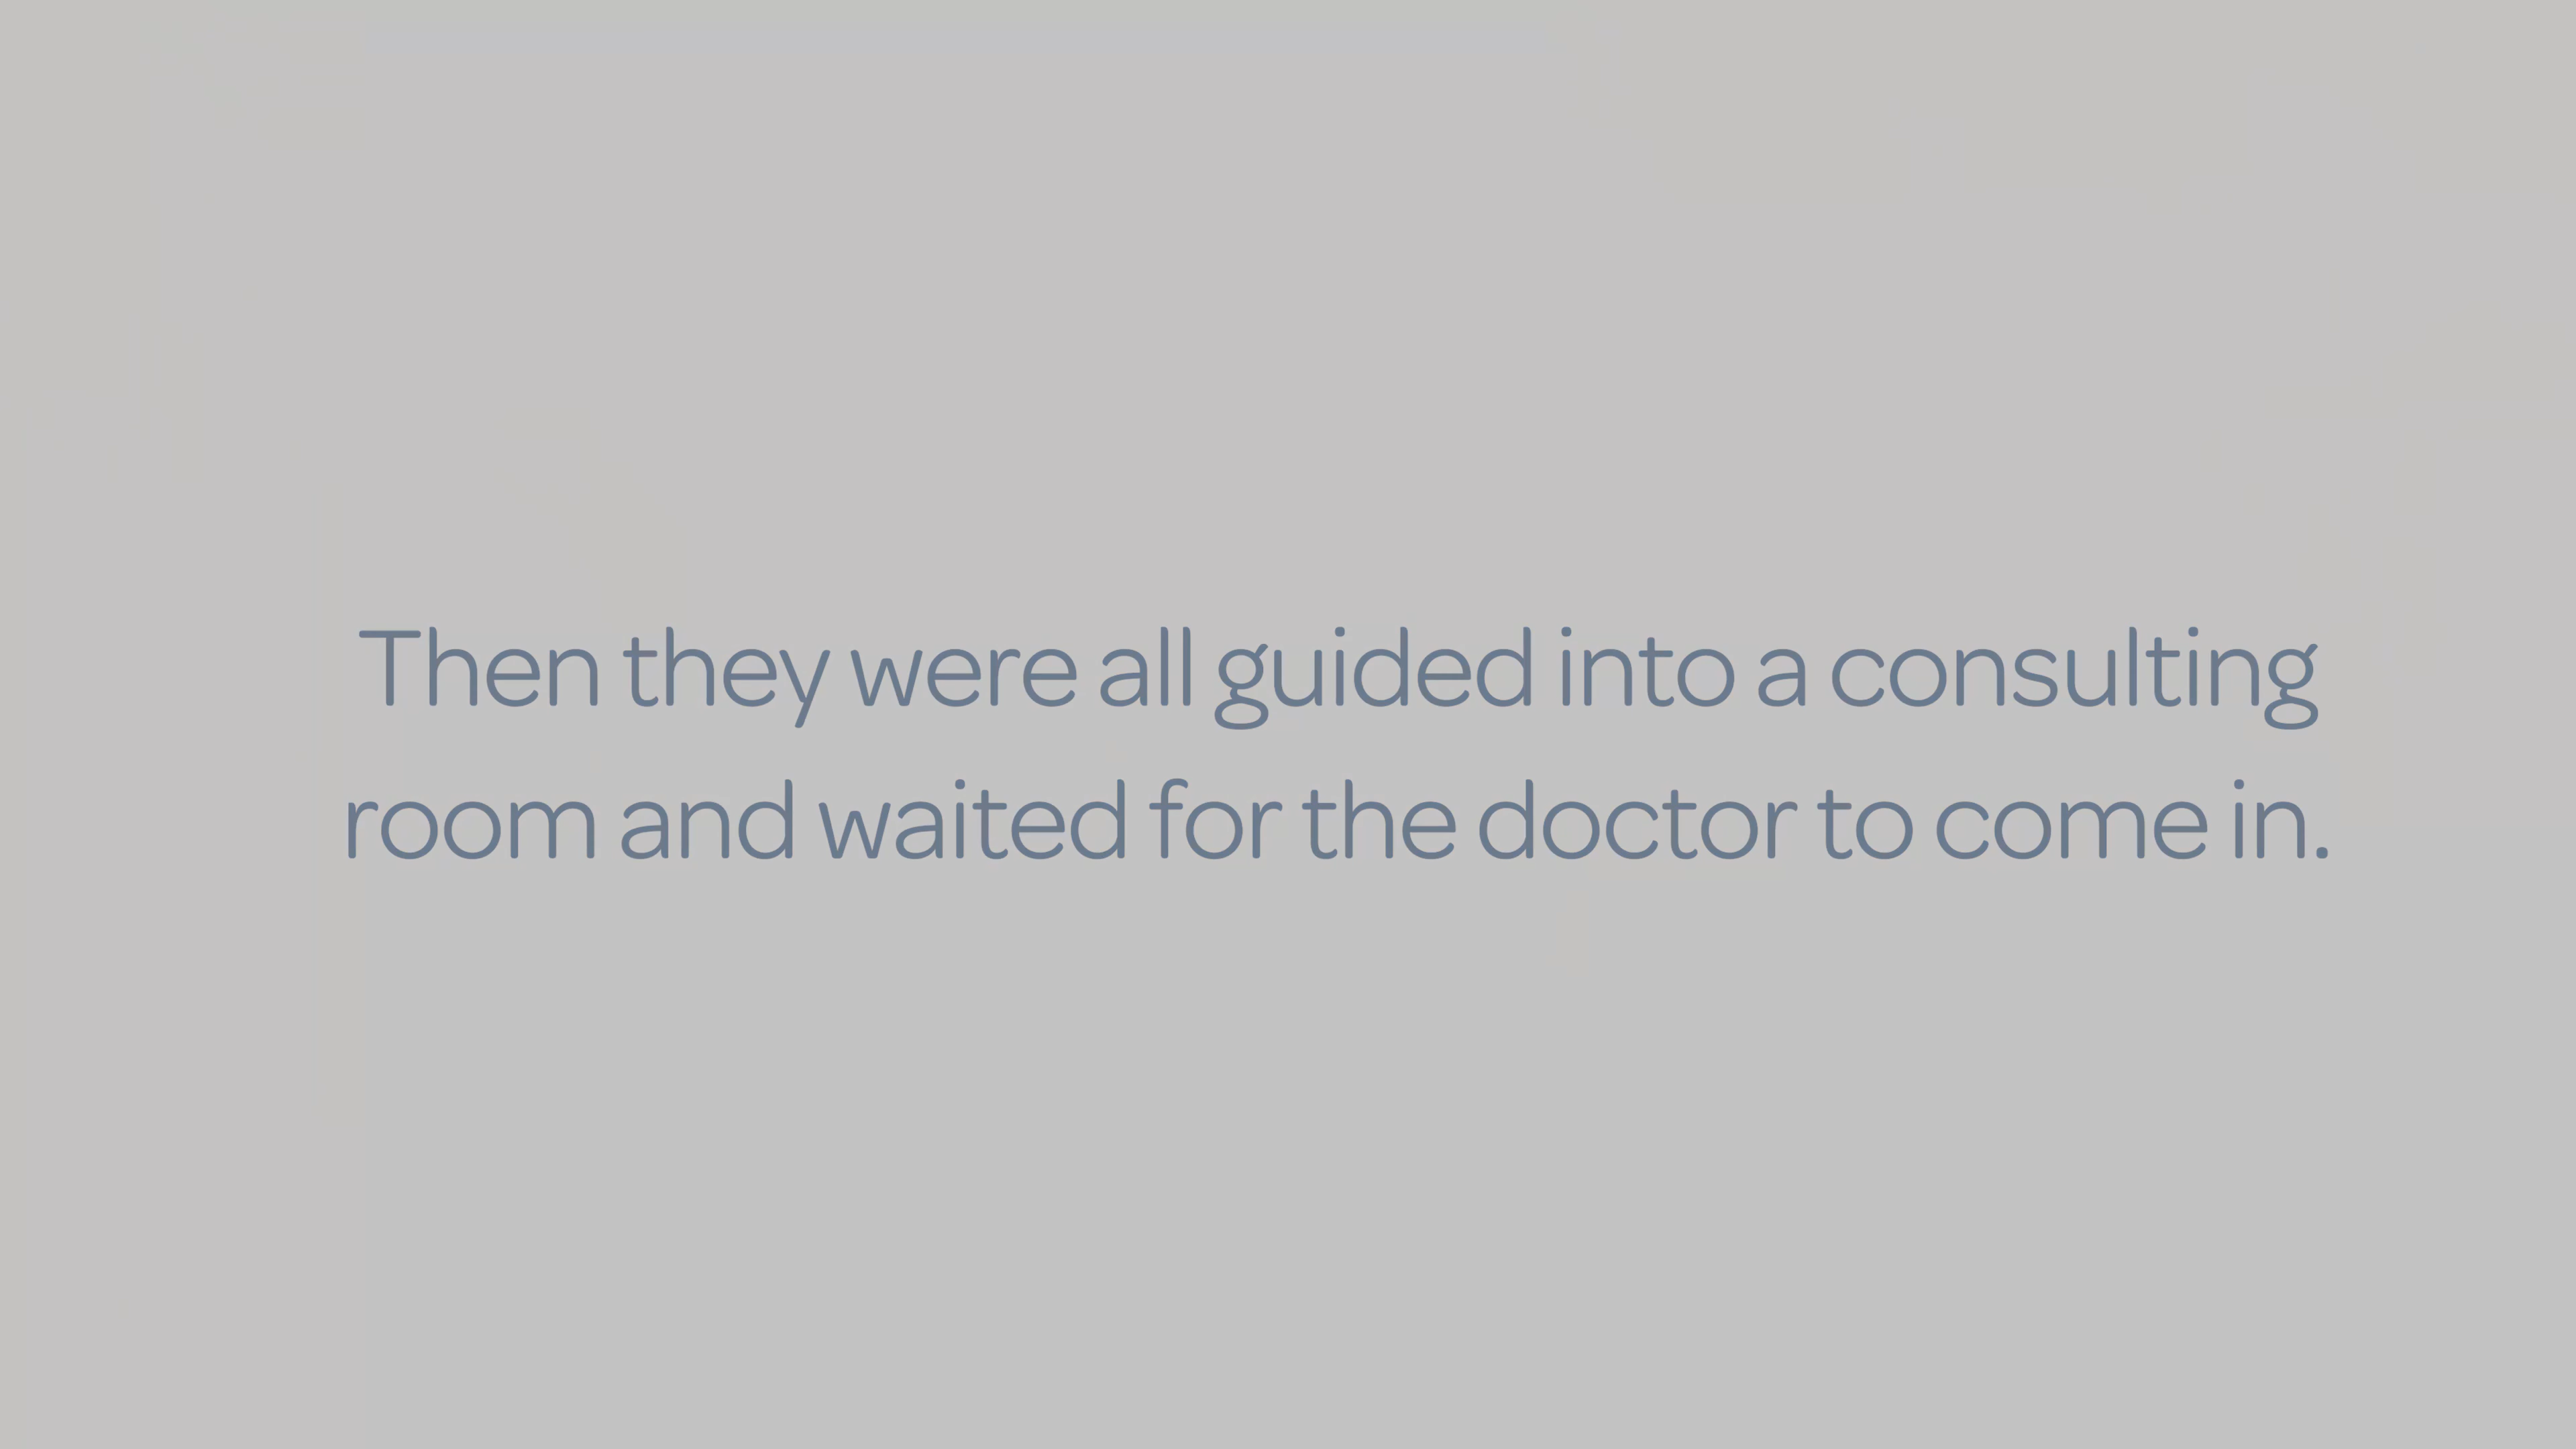 Then they were all guided into a consulting
room and waited for the doctor to come in.